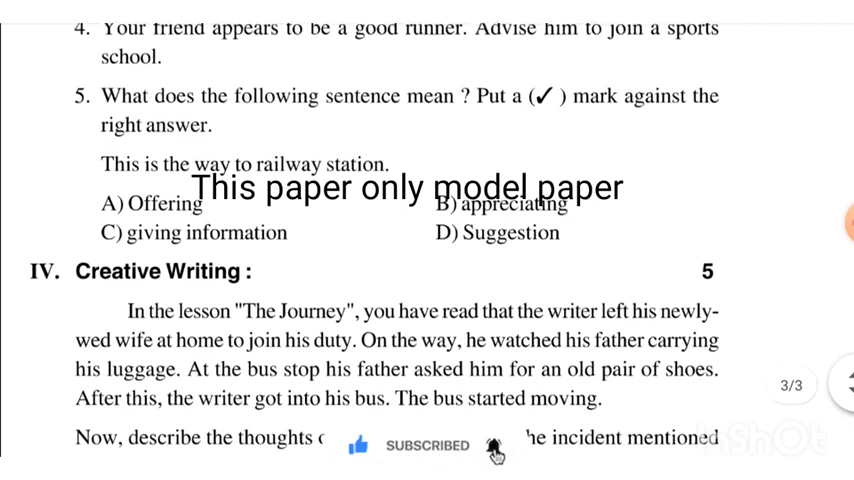 4. Your friend appears to be a good runner. Advise him to join a sports
school.
5. What does the following sentence mean ? Put a (✓ ) mark against the
right answer.
This is the way to railway station.
This paper only model paper
A) Offering B) appreciating
C) giving information D) Suggestion
IV. Creative Writing : 5
In the lesson "The Journey", you have read that the writer left his newly-
wed wife at home to join his duty. On the way, he watched his father carrying
his luggage. At the bus stop his father asked him for an old pair of shoes.
After this, the writer got into his bus. The bus started moving.
3/3
Now, describe the thoughts he incident mentioned
SUBSCRIBED